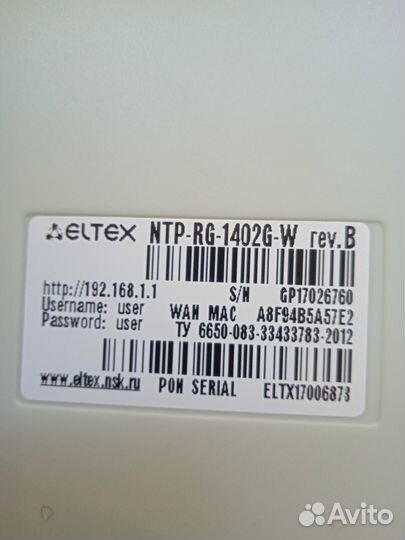 ELTEX NTP-RG-1402G-W rev.B
http://192.168.1.1 S/N GP17026760
Username: user WAN MAC A8F94B5A57E2
Password: user ТУ 6650-083-33433783-2012
www.eltex.nsk.ru PON SERIAL ELTX17006873
Avito